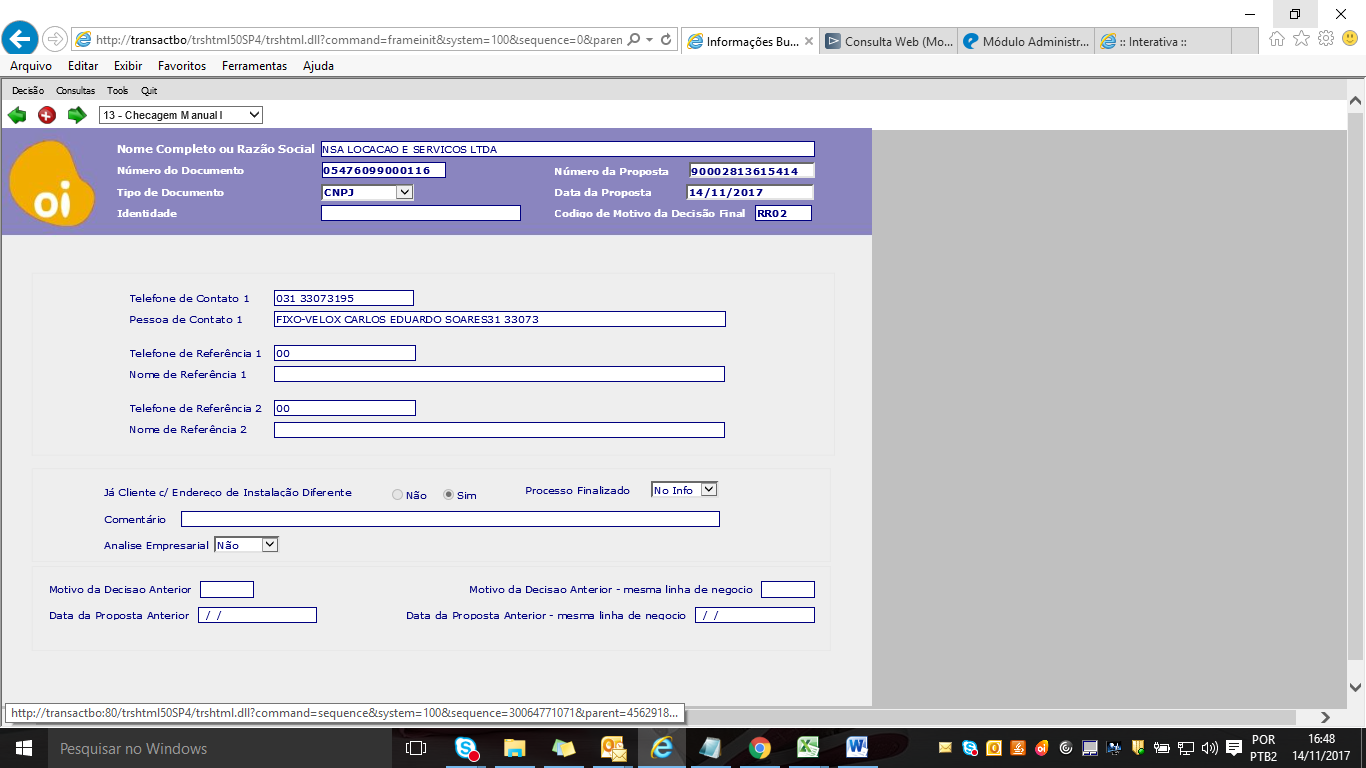 http://transactbo/trshtml50SP4/trshtml.dll?command=frameinit&system=100&sequence=0&paren
Informações Bu...
Consulta Web (Mo...
Módulo Administr...
:: Interativa ::
Arquivo Editar Exibir Favoritos Ferramentas Ajuda
Decisão Consultas Tools Quit
13 - Checagem Manual I
oi
Nome Completo ou Razão Social NSA LOCACAO E SERVICOS LTDA
Número do Documento 05476099000116 Número da Proposta 90002813615414
Tipo de Documento CNPJ Data da Proposta 14/11/2017
Identidade Codigo de Motivo da Decisão Final RR02
Telefone de Contato 1 031 33073195
Pessoa de Contato 1 FIXO-VELOX CARLOS EDUARDO SOARES31 33073
Telefone de Referência 1 00
Nome de Referência 1
Telefone de Referência 2 00
Nome de Referência 2
Já Cliente c/ Endereço de Instalação Diferente Não Sim Processo Finalizado No Info
Comentário
Analise Empresarial Não
Motivo da Decisao Anterior Motivo da Decisao Anterior - mesma linha de negocio
Data da Proposta Anterior / / Data da Proposta Anterior - mesma linha de negocio / /
http://transactbo:80/trshtml50SP4/trshtml.dll?command=sequence&system=100&sequence=30064771071&parent=4562918...
Pesquisar no Windows
POR 16:48
PTB2 14/11/2017